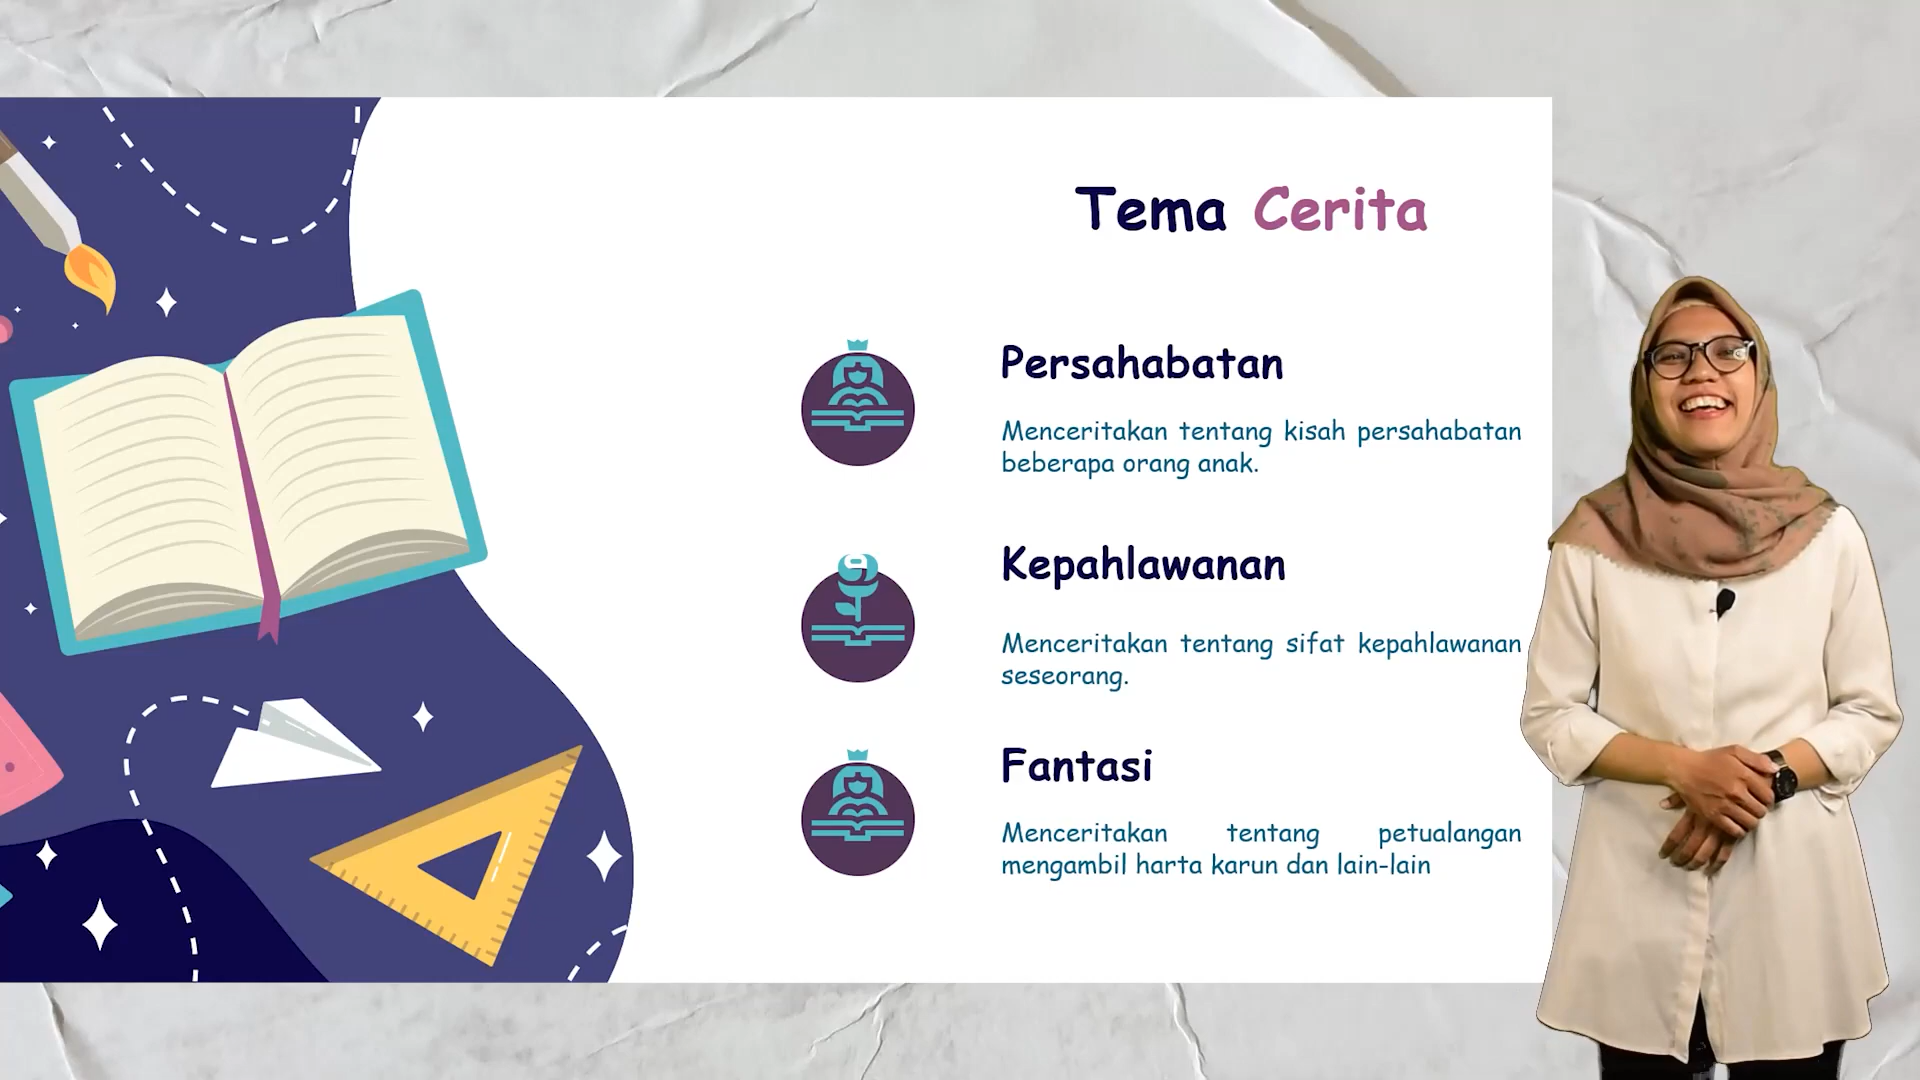 Tema Cerita
Persahabatan
Menceritakan tentang kisah persahabatan
beberapa orang anak.
Kepahlawanan
Menceritakan tentang sifat kepahlawanan
seseorang.
Fantasi
Menceritakan tentang petualangan
mengambil harta karun dan lain-lain